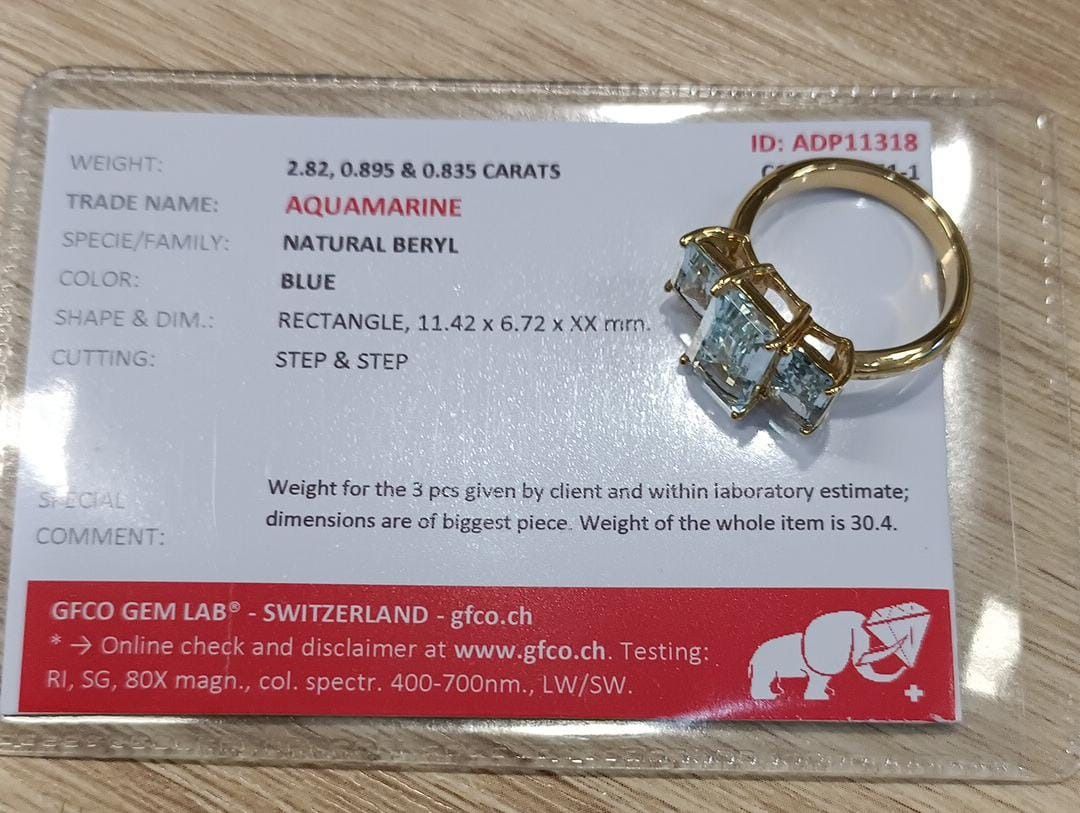 ID: ADP11318
WEIGHT: 2.82, 0.895 & 0.835 CARATS
TRADE NAME: AQUAMARINE
SPECIE/FAMILY: NATURAL BERYL
COLOR: BLUE
SHAPE & DIM.: RECTANGLE, 11.42 x 6.72 x XX mm.
CUTTING: STEP & STEP
SPECIAL COMMENT:
Weight for the 3 pcs given by client and within laboratory estimate;
dimensions are of biggest piece. Weight of the whole item is 30.4.
GFCO GEM LAB® - SWITZERLAND - gfco.ch
* → Online check and disclaimer at www.gfco.ch. Testing:
RI, SG, 80X magn., col. spectr. 400-700nm., LW/SW.